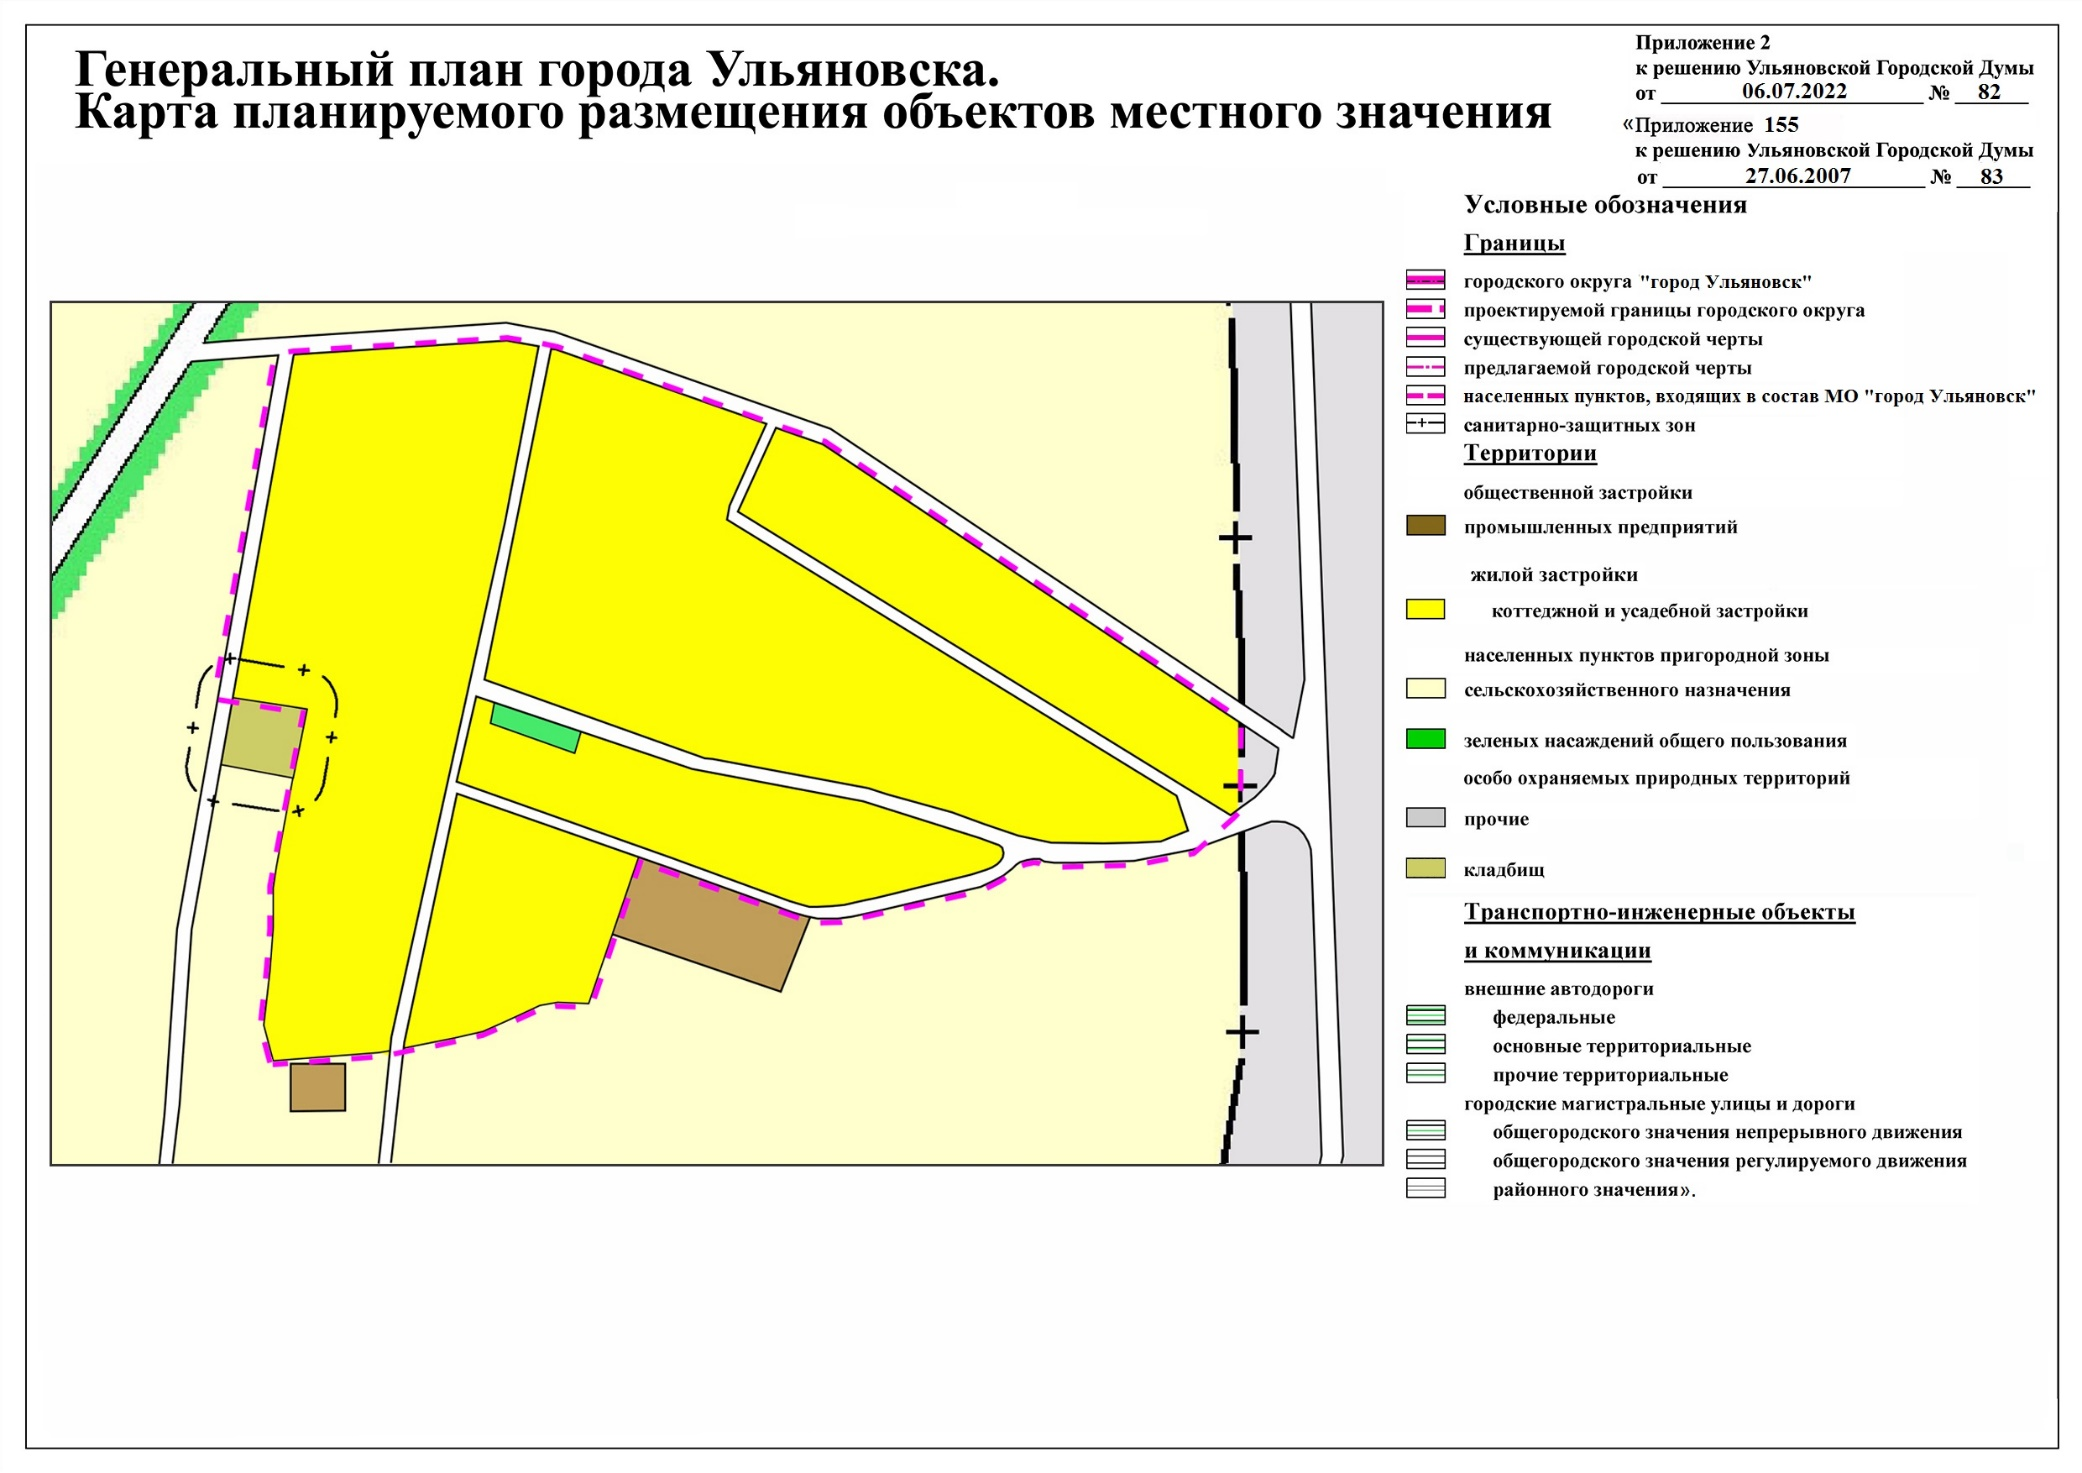 Генеральный план города Ульяновска.
Карта планируемого размещения объектов местного значения
Приложение 2
к решению Ульяновской Городской Думы
от 06.07.2022 № 82
«Приложение 155
к решению Ульяновской Городской Думы
от 27.06.2007 № 83
Условные обозначения
Границы
городского округа "город Ульяновск"
проектируемой границы городского округа
существующей городской черты
предлагаемой городской черты
населенных пунктов, входящих в состав МО "город Ульяновск"
санитарно-защитных зон
Территории
общественной застройки
промышленных предприятий
жилой застройки
коттеджной и усадебной застройки
населенных пунктов пригородной зоны
сельскохозяйственного назначения
зеленых насаждений общего пользования
особо охраняемых природных территорий
прочие
кладбищ
Транспортно-инженерные объекты
и коммуникации
внешние автодороги
федеральные
основные территориальные
прочие территориальные
городские магистральные улицы и дороги
общегородского значения непрерывного движения
общегородского значения регулируемого движения
районного значения».